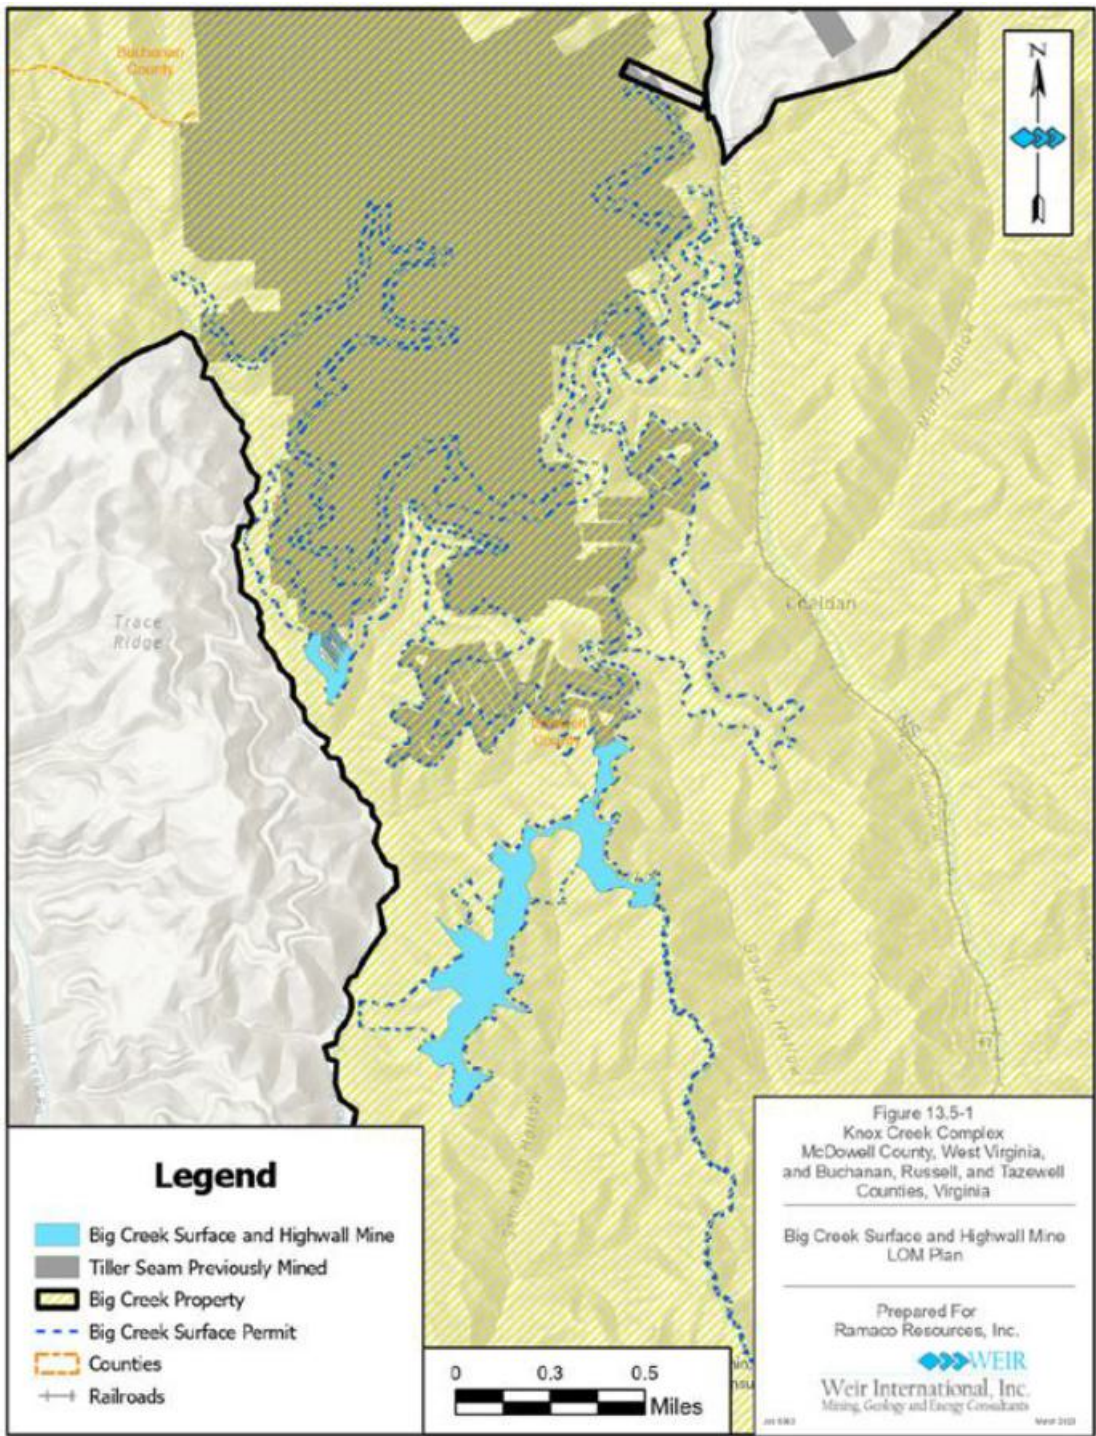 Buchanan
County
N
Trace
Ridge
Coaldan
County
NS
67
Legend
Big Creek Surface and Highwall Mine
Tiller Seam Previously Mined
Big Creek Property
Big Creek Surface Permit
Counties
Railroads
0 0.3 0.5
Miles
Figure 13.5-1
Knox Creek Complex
McDowell County, West Virginia,
and Buchanan, Russell, and Tazewell
Counties, Virginia
Big Creek Surface and Highwall Mine
LOM Plan
Prepared For
Ramaco Resources, Inc.
WEIR
Weir International, Inc.
Mining, Geology and Energy Consultants